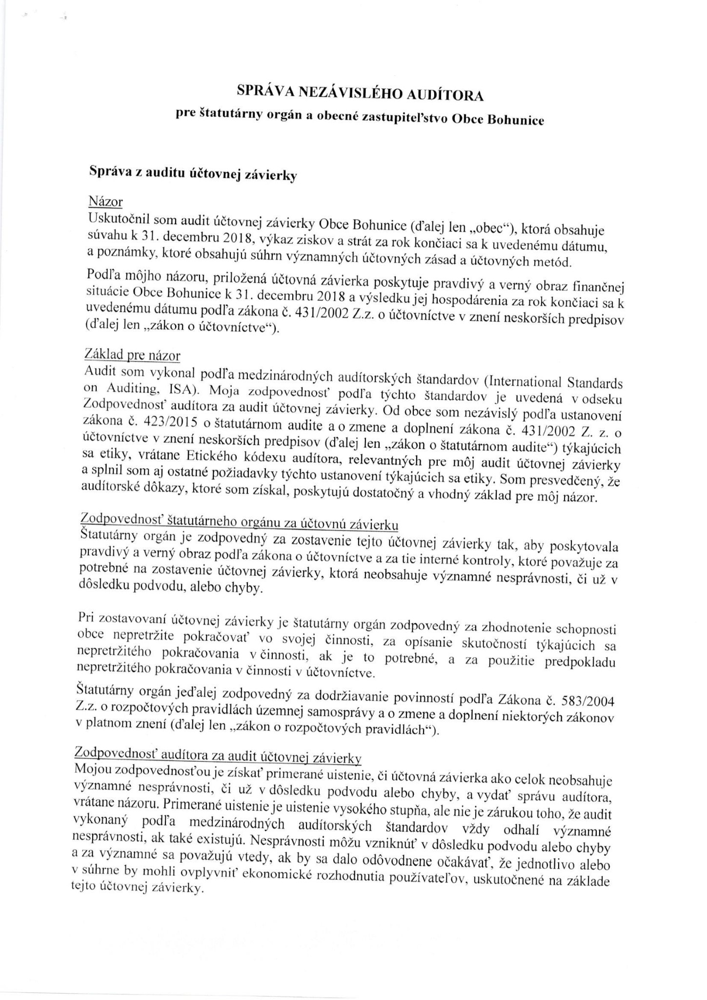 SPRÁVA NEZÁVISLÉHO AUDÍTORA
pre štatutárny orgán a obecné zastupiteľstvo Obce Bohunice
Správa z auditu účtovnej závierky
Názor
Uskutočnil som audit účtovnej závierky Obce Bohunice (ďalej len „obec“), ktorá obsahuje
súvahu k 31. decembru 2018, výkaz ziskov a strát za rok končiaci sa k uvedenému dátumu,
a poznámky, ktoré obsahujú súhrn významných účtovných zásad a účtovných metód.
Podľa môjho názoru, priložená účtovná závierka poskytuje pravdivý a verný obraz finančnej
situácie Obce Bohunice k 31. decembru 2018 a výsledku jej hospodárenia za rok končiaci sa k
uvedenému dátumu podľa zákona č. 431/2002 Z.z. o účtovníctve v znení neskorších predpisov
(ďalej len „zákon o účtovníctve“).
Základ pre názor
Audit som vykonal podľa medzinárodných audítorských štandardov (International Standards
on Auditing, ISA). Moja zodpovednosť podľa týchto štandardov je uvedená v odseku
Zodpovednosť audítora za audit účtovnej závierky. Od obce som nezávislý podľa ustanovení
zákona č. 423/2015 o štatutárnom audite a o zmene a doplnení zákona č. 431/2002 Z. z. o
účtovníctve v znení neskorších predpisov (ďalej len „zákon o štatutárnom audite“) týkajúcich
sa etiky, vrátane Etického kódexu audítora, relevantných pre môj audit účtovnej závierky
a splnil som aj ostatné požiadavky týchto ustanovení týkajúcich sa etiky. Som presvedčený, že
audítorské dôkazy, ktoré som získal, poskytujú dostatočný a vhodný základ pre môj názor.
Zodpovednosť štatutárneho orgánu za účtovnú závierku
Štatutárny orgán je zodpovedný za zostavenie tejto účtovnej závierky tak, aby poskytovala
pravdivý a verný obraz podľa zákona o účtovníctve a za tie interné kontroly, ktoré považuje za
potrebné na zostavenie účtovnej závierky, ktorá neobsahuje významné nesprávnosti, či už v
dôsledku podvodu, alebo chyby.
Pri zostavovaní účtovnej závierky je štatutárny orgán zodpovedný za zhodnotenie schopnosti
obce nepretržite pokračovať vo svojej činnosti, za opísanie skutočností týkajúcich sa
nepretržitého pokračovania v činnosti, ak je to potrebné, a za použitie predpokladu
nepretržitého pokračovania v činnosti v účtovníctve.
Štatutárny orgán jeďalej zodpovedný za dodržiavanie povinností podľa Zákona č. 583/2004
Z.z. o rozpočtových pravidlách územnej samosprávy a o zmene a doplnení niektorých zákonov
v platnom znení (ďalej len „zákon o rozpočtových pravidlách“).
Zodpovednosť audítora za audit účtovnej závierky
Mojou zodpovednosťou je získať primerané uistenie, či účtovná závierka ako celok neobsahuje
významné nesprávnosti, či už v dôsledku podvodu alebo chyby, a vydať správu audítora,
vrátane názoru. Primerané uistenie je uistenie vysokého stupňa, ale nie je zárukou toho, že audit
vykonaný podľa medzinárodných audítorských štandardov vždy odhalí významné
nesprávnosti, ak také existujú. Nesprávnosti môžu vzniknúť v dôsledku podvodu alebo chyby
a za významné sa považujú vtedy, ak by sa dalo odôvodnene očakávať, že jednotlivo alebo
v súhrne by mohli ovplyvniť ekonomické rozhodnutia používateľov, uskutočnené na základe
tejto účtovnej závierky.